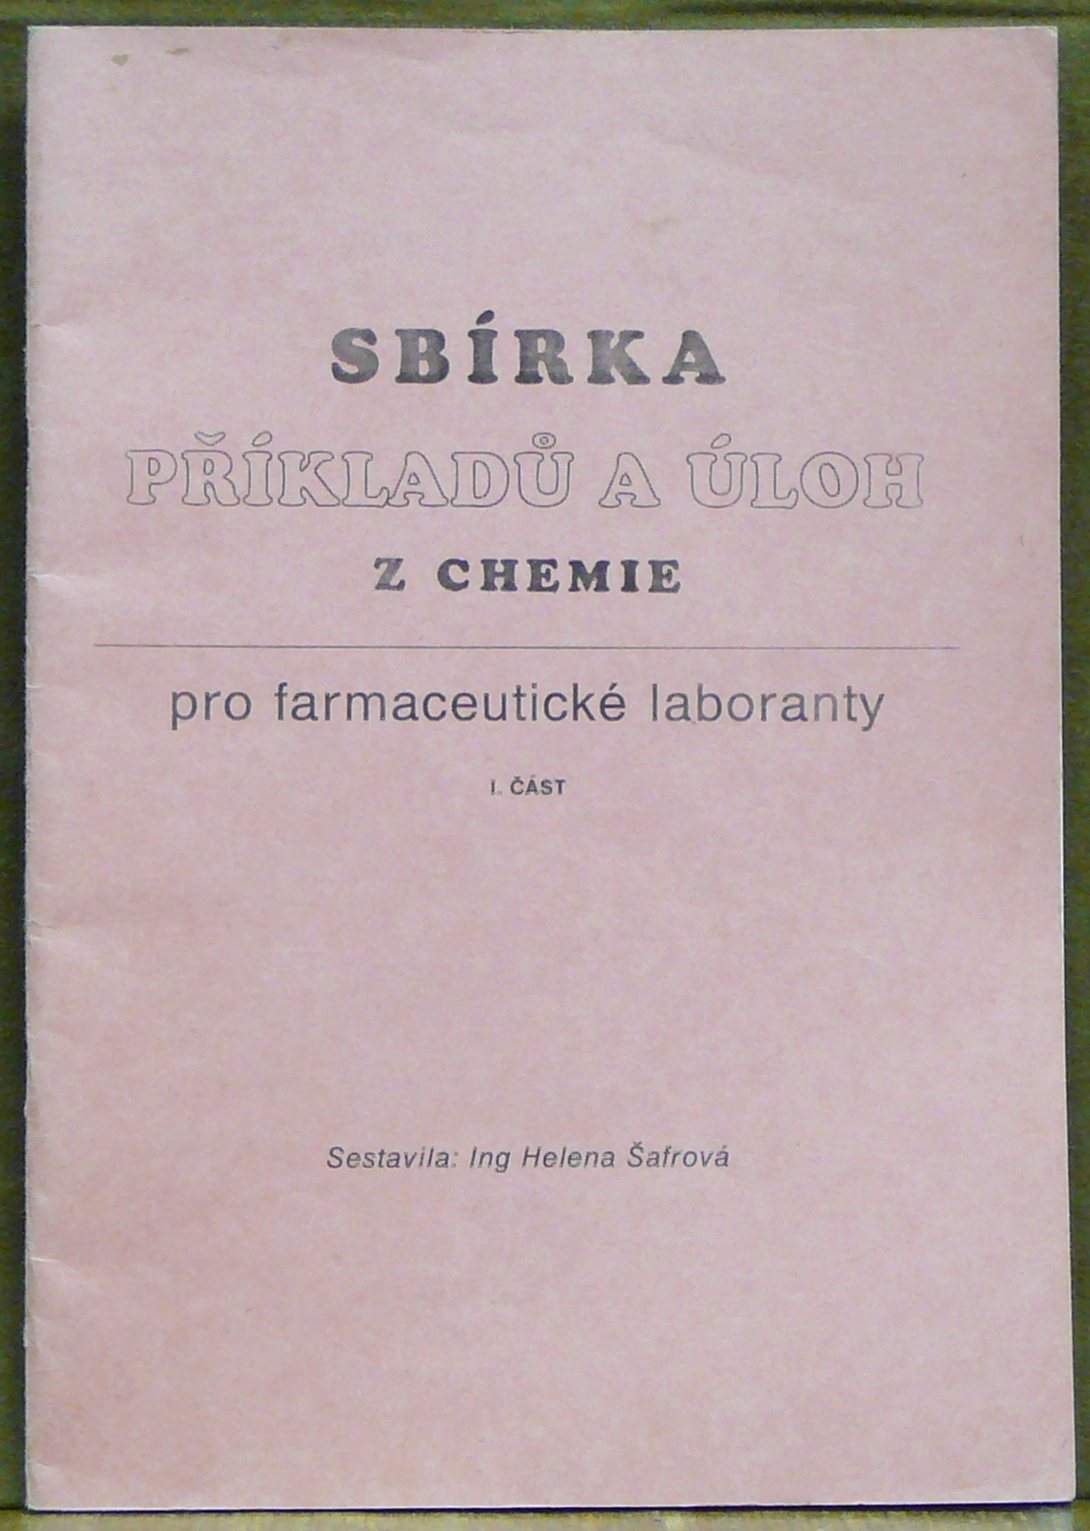 SBÍRKA
PŘÍKLADŮ A ÚLOH
Z CHEMIE
pro farmaceutické laboranty
I. ČÁST
Sestavila: Ing Helena Šafrová